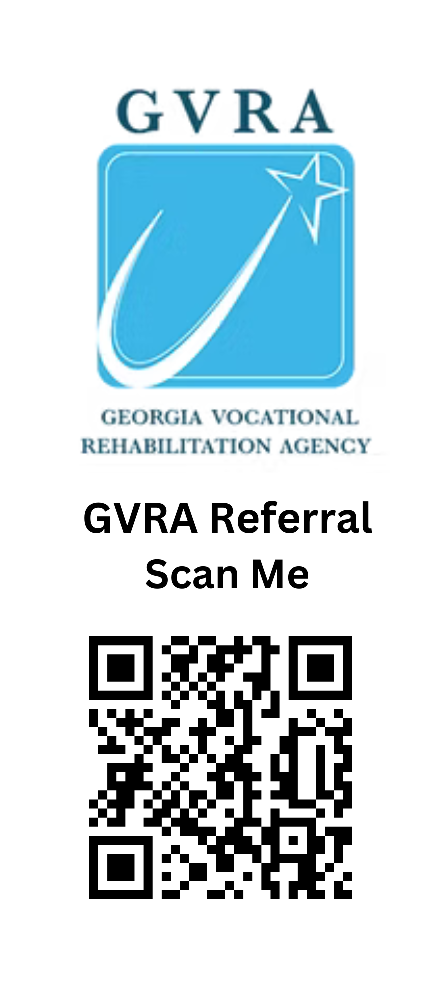 GVRA
GEORGIA VOCATIONAL
REHABILITATION AGENCY
GVRA Referral
Scan Me